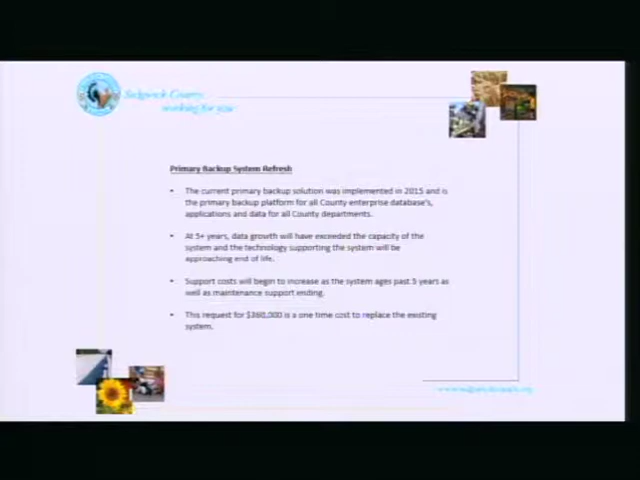 Sedgwick County
working for you
Primary Backup System Refresh
• The current primary backup solution was implemented in 2015 and is
the primary backup platform for all County enterprise database's,
applications and data for all County departments.
• At 5+ years, data growth will have exceeded the capacity of the
system and the technology supporting the system will be
approaching end of life.
• Support costs will begin to increase as the system ages past 5 years as
well as maintenance support ending.
• This request for $360,000 is a one time cost to replace the existing
system.